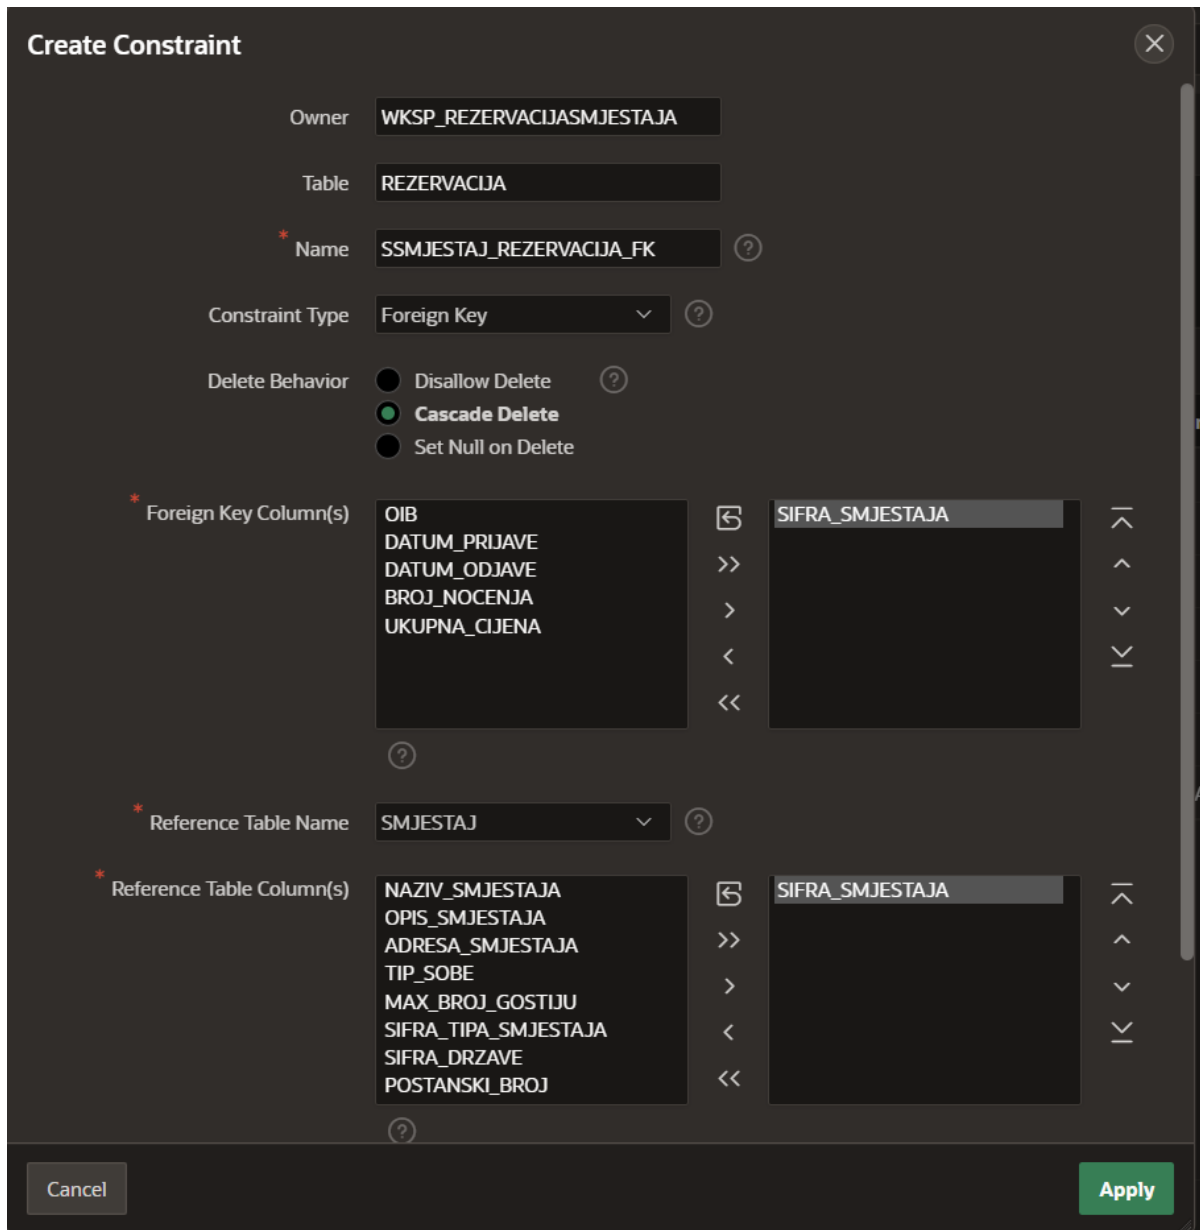 Create Constraint
Owner WKSP_REZERVACIJASMJESTAJA
Table REZERVACIJA
* Name SSMJESTAJ_REZERVACIJA_FK ?
Constraint Type Foreign Key ?
Delete Behavior Disallow Delete ?
Cascade Delete
Set Null on Delete
* Foreign Key Column(s) OIB SIFRA_SMJESTAJA
DATUM_PRIJAVE
DATUM_ODJAVE
BROJ_NOCENJA
UKUPNA_CIJENA
?
* Reference Table Name SMJESTAJ ?
* Reference Table Column(s) NAZIV_SMJESTAJA SIFRA_SMJESTAJA
OPIS_SMJESTAJA
ADRESA_SMJESTAJA
TIP_SOBE
MAX_BROJ_GOSTIJU
SIFRA_TIPA_SMJESTAJA
SIFRA_DRZAVE
POSTANSKI_BROJ
?
Cancel Apply